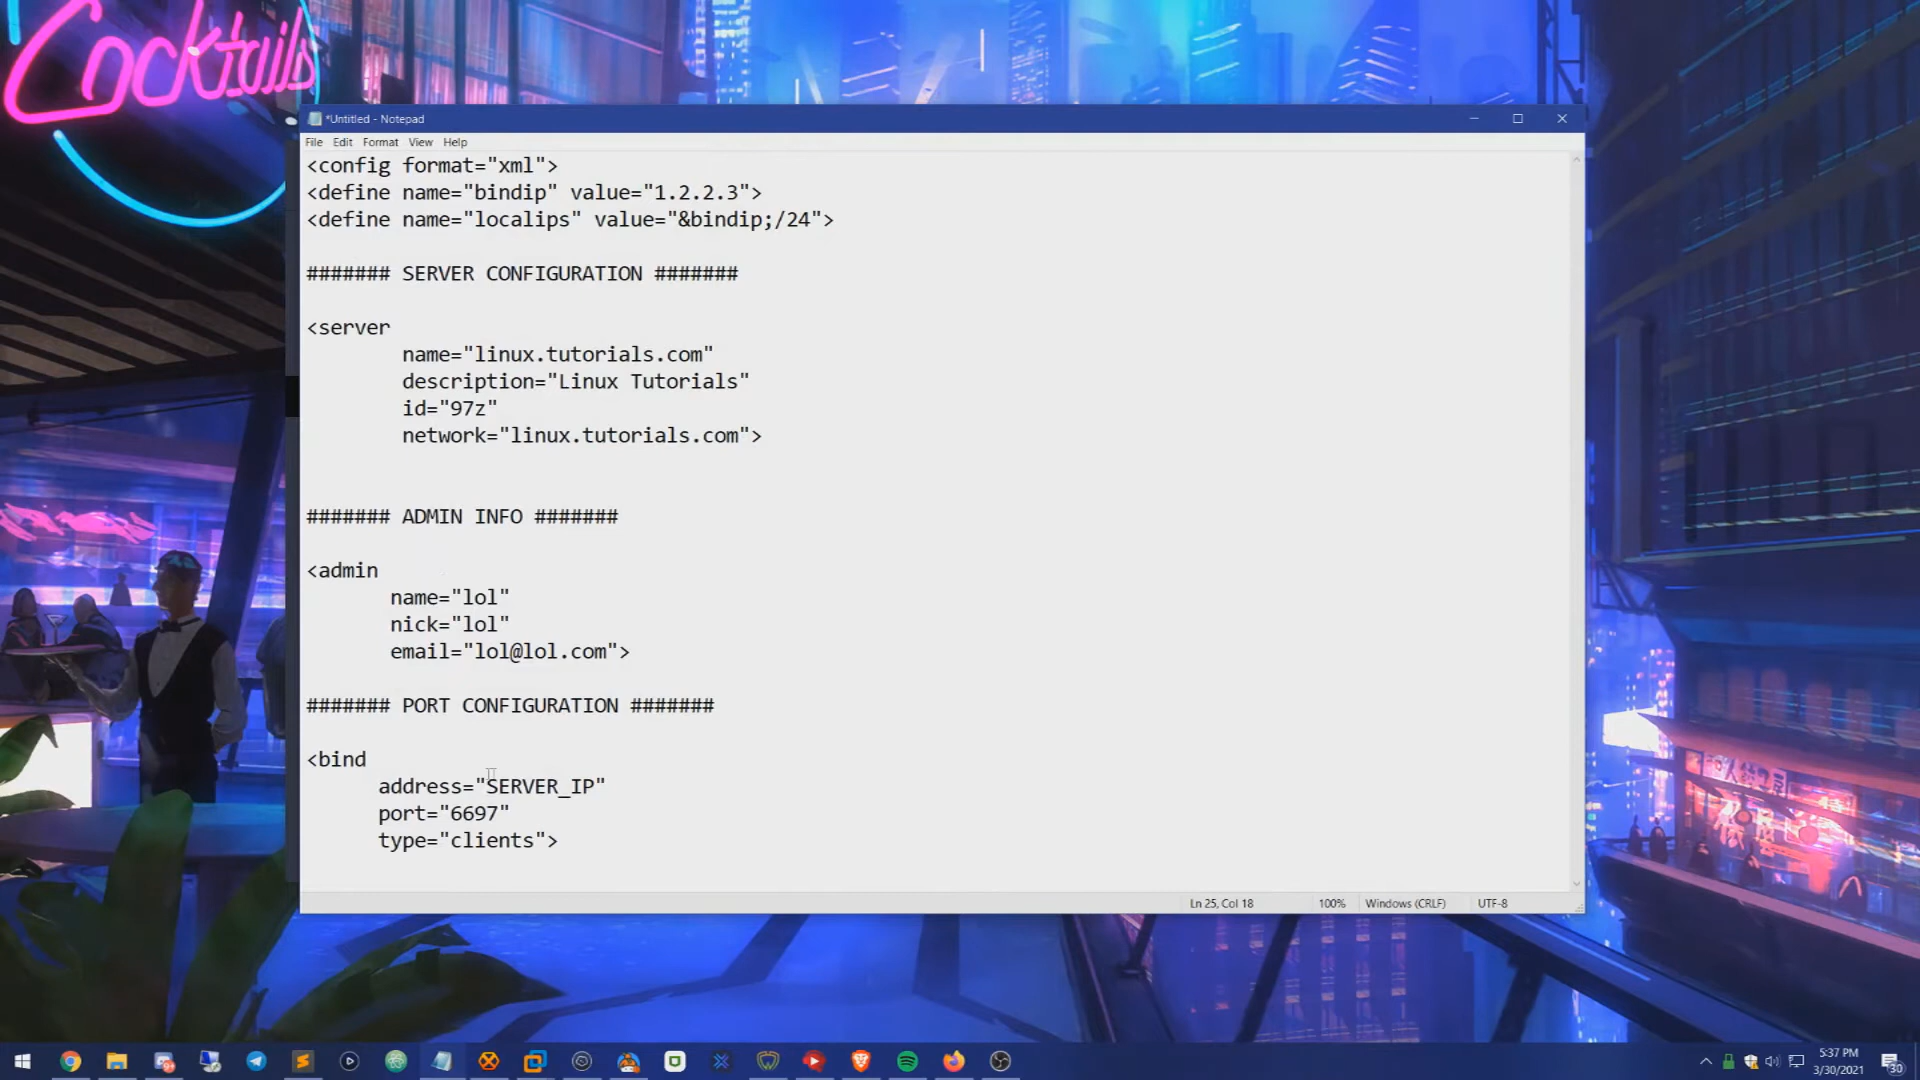 Cocktails
*Untitled - Notepad
File Edit Format View Help
<config format="xml">
<define name="bindip" value="1.2.2.3">
<define name="localips" value="&bindip;/24">
####### SERVER CONFIGURATION #######
<server
name="linux.tutorials.com"
description="Linux Tutorials"
id="97z"
network="linux.tutorials.com">
####### ADMIN INFO #######
<admin
name="lol"
nick="lol"
email="lol@lol.com">
####### PORT CONFIGURATION #######
<bind
address="SERVER_IP"
port="6697"
type="clients">
Ln 25, Col 18 100% Windows (CRLF) UTF-8
5:37 PM
3/30/2021
30